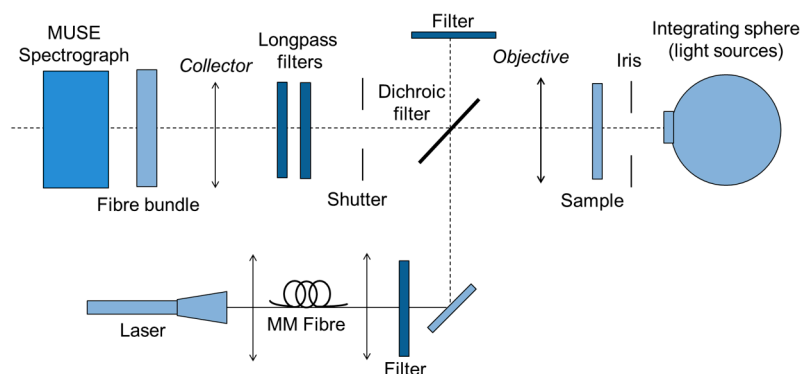 MUSE
Spectrograph
Fibre bundle
Collector
Longpass
filters
Shutter
Dichroic
filter
Filter
Objective
Sample
Iris
Integrating sphere
(light sources)
Laser
MM Fibre
Filter